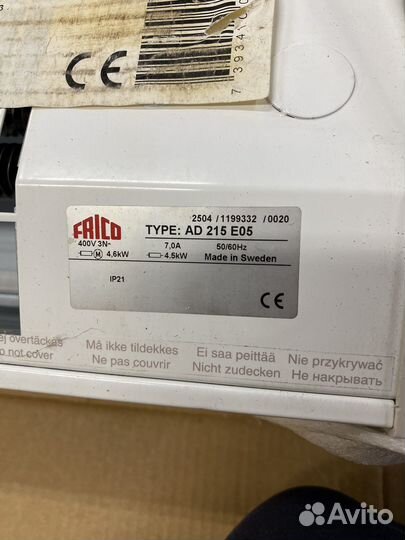 3
CE
2504 /1199332 /0020
FRICO
TYPE: AD 215 E05
400V 3N~ 7,0A 50/60Hz
M 4,6kW 4.5kW Made in Sweden
IP21
CE
ej overtäckas Må ikke tildekkes Ei saa peittää Nie przykrywać
o not cover Ne pas couvrir Nicht zudecken Не накрывать
Avito